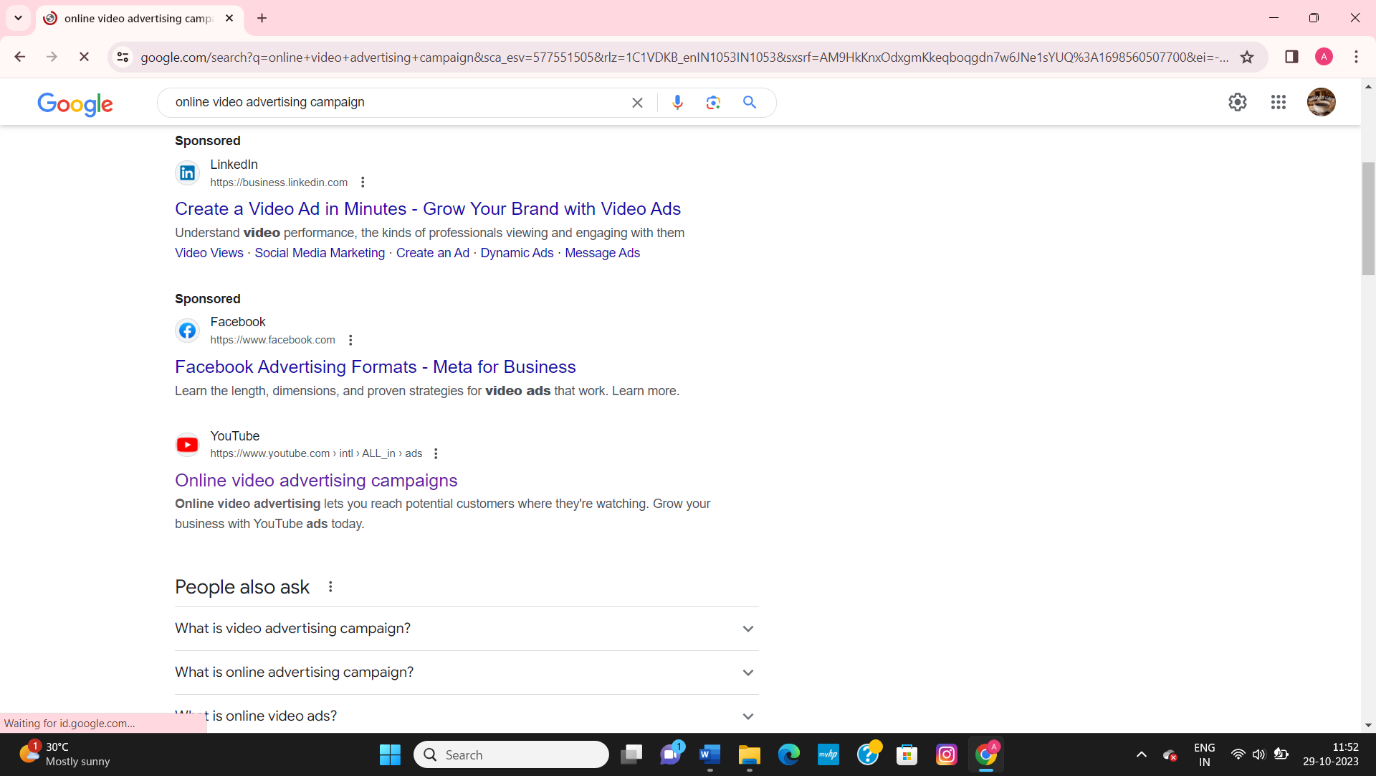 online video advertising camp
google.com/search?q=online+video+advertising+campaign&sca_esv=577551505&rlz=1C1VDKB_enIN1053IN1053&sxsrf=AM9HkKnxOdxgmKkeqboqgdn7w6JNe1sYUQ%3A1698560507700&ei=-...
A
Google
online video advertising campaign
Sponsored
LinkedIn
https://business.linkedin.com
Create a Video Ad in Minutes - Grow Your Brand with Video Ads
Understand video performance, the kinds of professionals viewing and engaging with them
Video Views · Social Media Marketing · Create an Ad · Dynamic Ads · Message Ads
Sponsored
Facebook
https://www.facebook.com
Facebook Advertising Formats - Meta for Business
Learn the length, dimensions, and proven strategies for video ads that work. Learn more.
YouTube
https://www.youtube.com › intl › ALL_in › ads
Online video advertising campaigns
Online video advertising lets you reach potential customers where they're watching. Grow your
business with YouTube ads today.
People also ask
What is video advertising campaign?
What is online advertising campaign?
What is online video ads?
Waiting for id.google.com...
1
30°C
Mostly sunny
Search
1
W
myhp
A
ENG
IN
11:52
29-10-2023